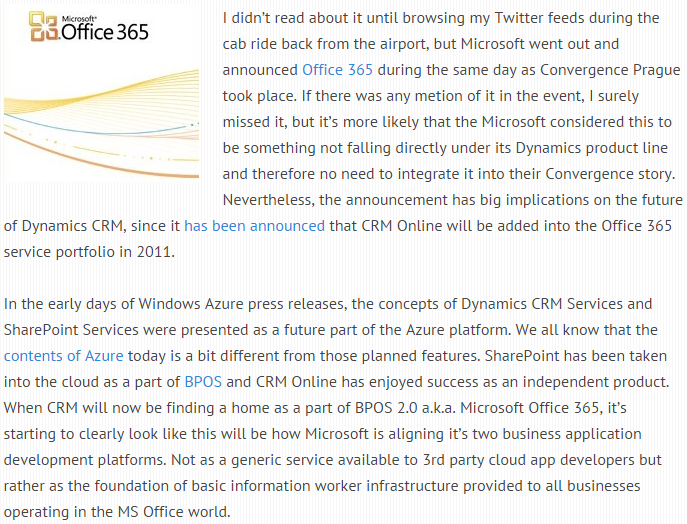 Microsoft®
Office 365
I didn’t read about it until browsing my Twitter feeds during the
cab ride back from the airport, but Microsoft went out and
announced Office 365 during the same day as Convergence Prague
took place. If there was any metion of it in the event, I surely
missed it, but it’s more likely that the Microsoft considered this to
be something not falling directly under its Dynamics product line
and therefore no need to integrate it into their Convergence story.
Nevertheless, the announcement has big implications on the future
of Dynamics CRM, since it has been announced that CRM Online will be added into the Office 365
service portfolio in 2011.
In the early days of Windows Azure press releases, the concepts of Dynamics CRM Services and
SharePoint Services were presented as a future part of the Azure platform. We all know that the
contents of Azure today is a bit different from those planned features. SharePoint has been taken
into the cloud as a part of BPOS and CRM Online has enjoyed success as an independent product.
When CRM will now be finding a home as a part of BPOS 2.0 a.k.a. Microsoft Office 365, it’s
starting to clearly look like this will be how Microsoft is aligning it’s two business application
development platforms. Not as a generic service available to 3rd party cloud app developers but
rather as the foundation of basic information worker infrastructure provided to all businesses
operating in the MS Office world.